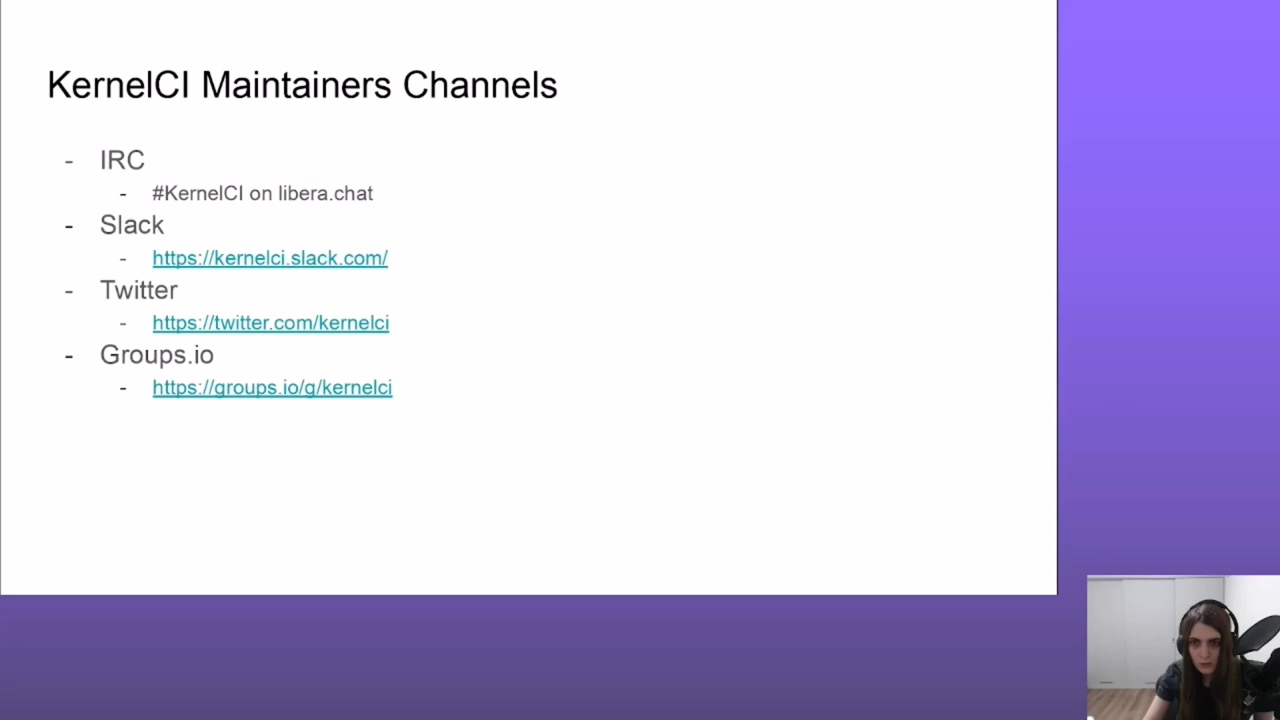 KernelCI Maintainers Channels
- IRC
- #KernelCI on libera.chat
- Slack
- https://kernelci.slack.com/
- Twitter
- https://twitter.com/kernelci
- Groups.io
- https://groups.io/g/kernelci